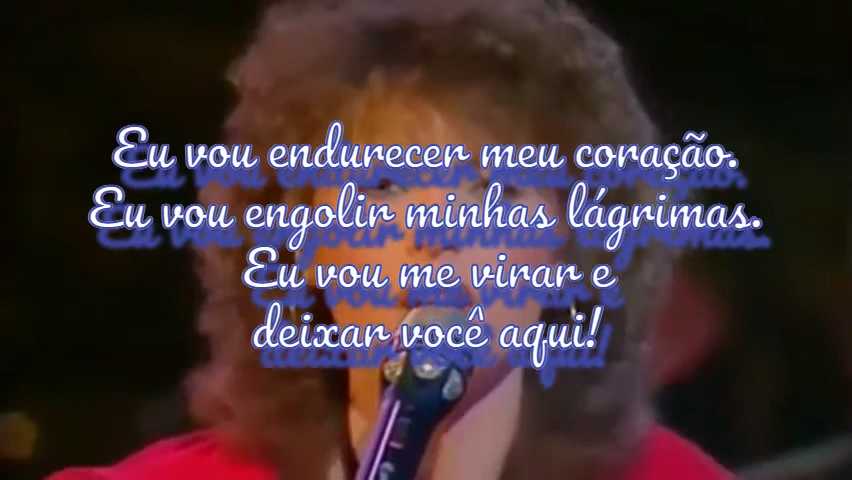 Eu vou endurecer meu coração.
Eu vou engolir minhas lágrimas.
Eu vou me virar e
deixar você aqui!